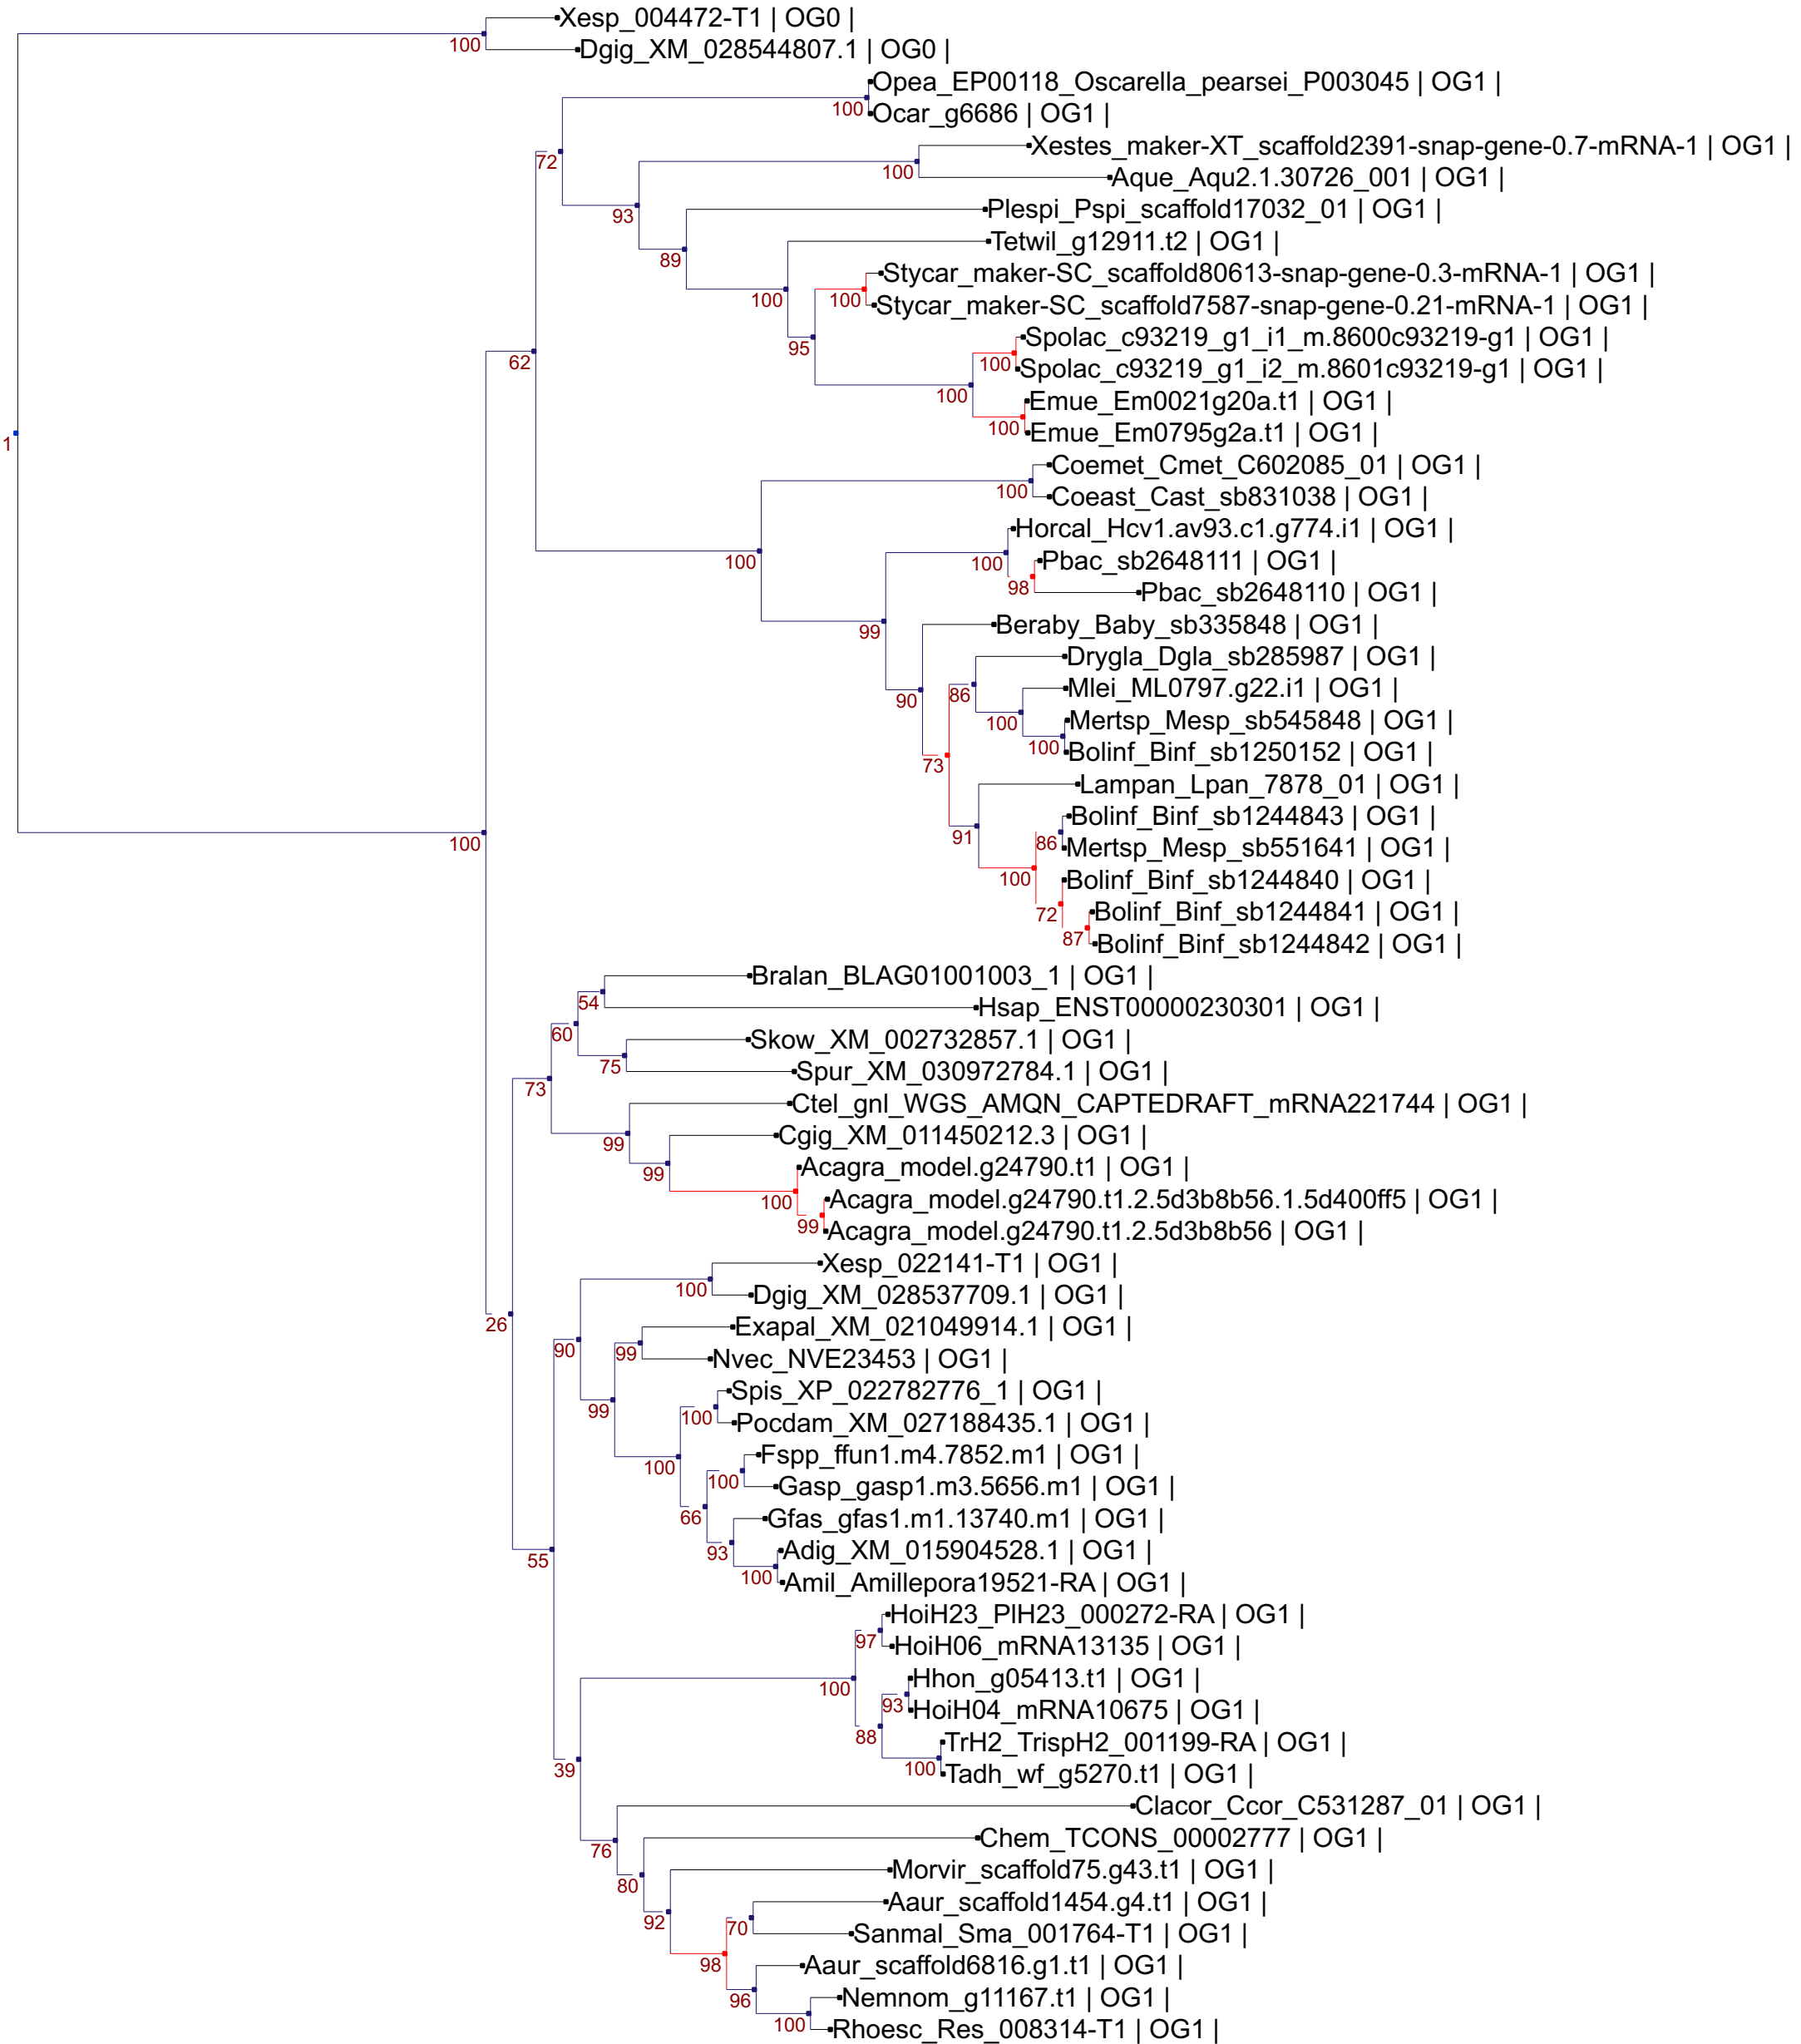 Xesp_004472-T1 | OG0 |
100
Dgig_XM_028544807.1 | OG0 |
Opea_EP00118_Oscarella_pearsei_P003045 | OG1 |
100
Ocar_g6686 | OG1 |
Xestes_maker-XT_scaffold2391-snap-gene-0.7-mRNA-1 | OG1 |
72
100
Aque_Aqu2.1.30726_001 | OG1 |
Plespi_Pspi_scaffold17032_01 | OG1 |
93
Tetwil_g12911.t2 | OG1 |
89
Stycar_maker-SC_scaffold80613-snap-gene-0.3-mRNA-1 | OG1 |
100
100
Stycar_maker-SC_scaffold7587-snap-gene-0.21-mRNA-1 | OG1 |
Spolac_c93219_g1_i1_m.8600c93219-g1 | OG1 |
95
62
100
Spolac_c93219_g1_i2_m.8601c93219-g1 | OG1 |
100
Emue_Em0021g20a.t1 | OG1 |
100
Emue_Em0795g2a.t1 | OG1 |
1
Coemet_Cmet_C602085_01 | OG1 |
100
Coeast_Cast_sb831038 | OG1 |
Horcal_Hcv1.av93.c1.g774.i1 | OG1 |
100
100
Pbac_sb2648111 | OG1 |
98
Pbac_sb2648110 | OG1 |
99
Beraby_Baby_sb335848 | OG1 |
Drygla_Dgla_sb285987 | OG1 |
86
90
Mlei_ML0797.g22.i1 | OG1 |
100
Mertsp_Mesp_sb545848 | OG1 |
100
Bolinf_Binf_sb1250152 | OG1 |
73
Lampan_Lpan_7878_01 | OG1 |
Bolinf_Binf_sb1244843 | OG1 |
91
86
100
Mertsp_Mesp_sb551641 | OG1 |
100
Bolinf_Binf_sb1244840 | OG1 |
72
Bolinf_Binf_sb1244841 | OG1 |
87
Bolinf_Binf_sb1244842 | OG1 |
Bralan_BLAG01001003_1 | OG1 |
54
Hsap_ENST00000230301 | OG1 |
60
Skow_XM_002732857.1 | OG1 |
75
Spur_XM_030972784.1 | OG1 |
73
Ctel_gnl_WGS_AMQN_CAPTEDRAFT_mRNA221744 | OG1 |
99
Cgig_XM_011450212.3 | OG1 |
99
Acagra_model.g24790.t1 | OG1 |
100
Acagra_model.g24790.t1.2.5d3b8b56.1.5d400ff5 | OG1 |
99
Acagra_model.g24790.t1.2.5d3b8b56 | OG1 |
Xesp_022141-T1 | OG1 |
100
Dgig_XM_028537709.1 | OG1 |
26
Exapal_XM_021049914.1 | OG1 |
90
99
Nvec_NVE23453 | OG1 |
Spis_XP_022782776_1 | OG1 |
99
100
Pocdam_XM_027188435.1 | OG1 |
Fspp_ffun1.m4.7852.m1 | OG1 |
100
100
Gasp_gasp1.m3.5656.m1 | OG1 |
66
Gfas_gfas1.m1.13740.m1 | OG1 |
93
Adig_XM_015904528.1 | OG1 |
55
100
Amil_Amillepora19521-RA | OG1 |
HoiH23_PlH23_000272-RA | OG1 |
97
HoiH06_mRNA13135 | OG1 |
Hhon_g05413.t1 | OG1 |
100
93
HoiH04_mRNA10675 | OG1 |
88
TrH2_TrispH2_001199-RA | OG1 |
39
100
Tadh_wf_g5270.t1 | OG1 |
Clacor_Ccor_C531287_01 | OG1 |
76
Chem_TCONS_00002777 | OG1 |
80
Morvir_scaffold75.g43.t1 | OG1 |
Aaur_scaffold1454.g4.t1 | OG1 |
92
70
Sanmal_Sma_001764-T1 | OG1 |
98
Aaur_scaffold6816.g1.t1 | OG1 |
96
Nemnom_g11167.t1 | OG1 |
100
Rhoesc_Res_008314-T1 | OG1 |